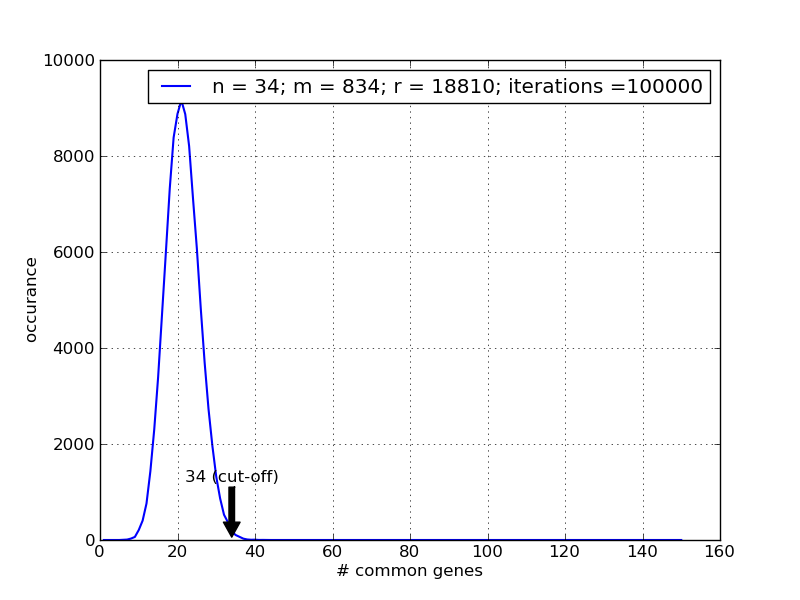 n = 34; m = 834; r = 18810; iterations =100000
10000
8000
6000
4000
2000
0
occurance
34 (cut-off)
0 20 40 60 80 100 120 140 160
# common genes